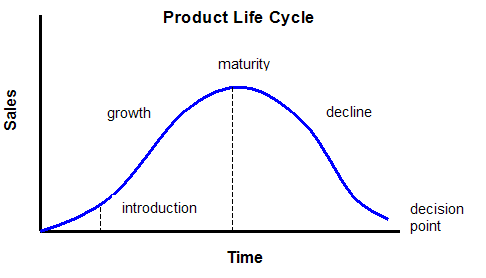 Product Life Cycle
maturity
Sales
growth
decline
introduction
decision
point
Time